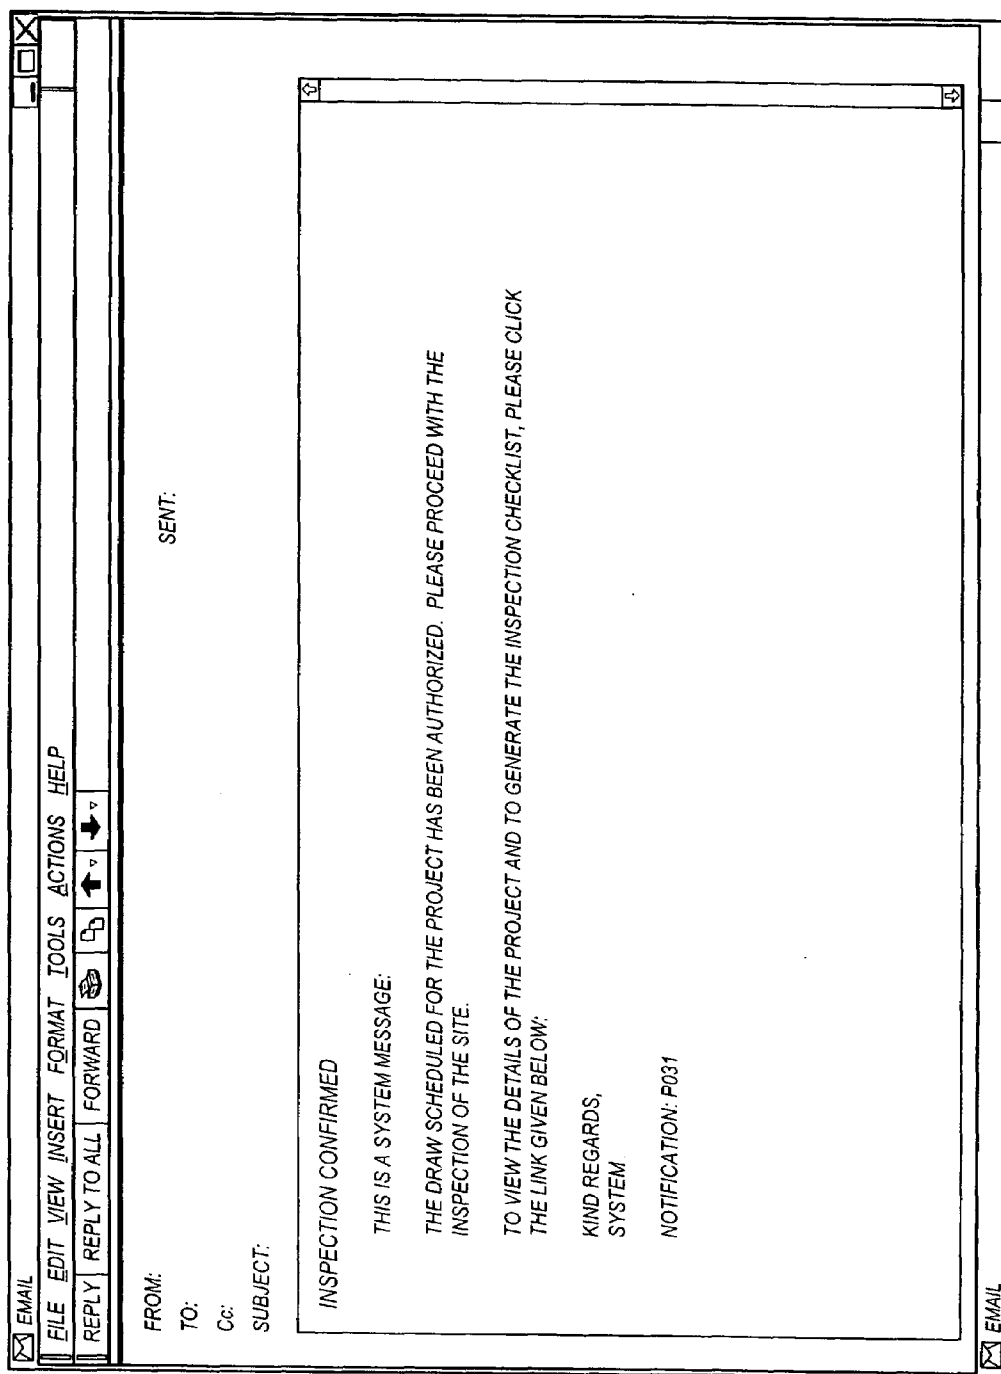 EMAIL
FILE EDIT VIEW INSERT FORMAT TOOLS ACTIONS HELP
REPLY REPLY TO ALL FORWARD
FROM: SENT:
TO:
Cc:
SUBJECT:
INSPECTION CONFIRMED
THIS IS A SYSTEM MESSAGE:
THE DRAW SCHEDULED FOR THE PROJECT HAS BEEN AUTHORIZED. PLEASE PROCEED WITH THE
INSPECTION OF THE SITE.
TO VIEW THE DETAILS OF THE PROJECT AND TO GENERATE THE INSPECTION CHECKLIST, PLEASE CLICK
THE LINK GIVEN BELOW:
KIND REGARDS,
SYSTEM
NOTIFICATION: P031
EMAIL